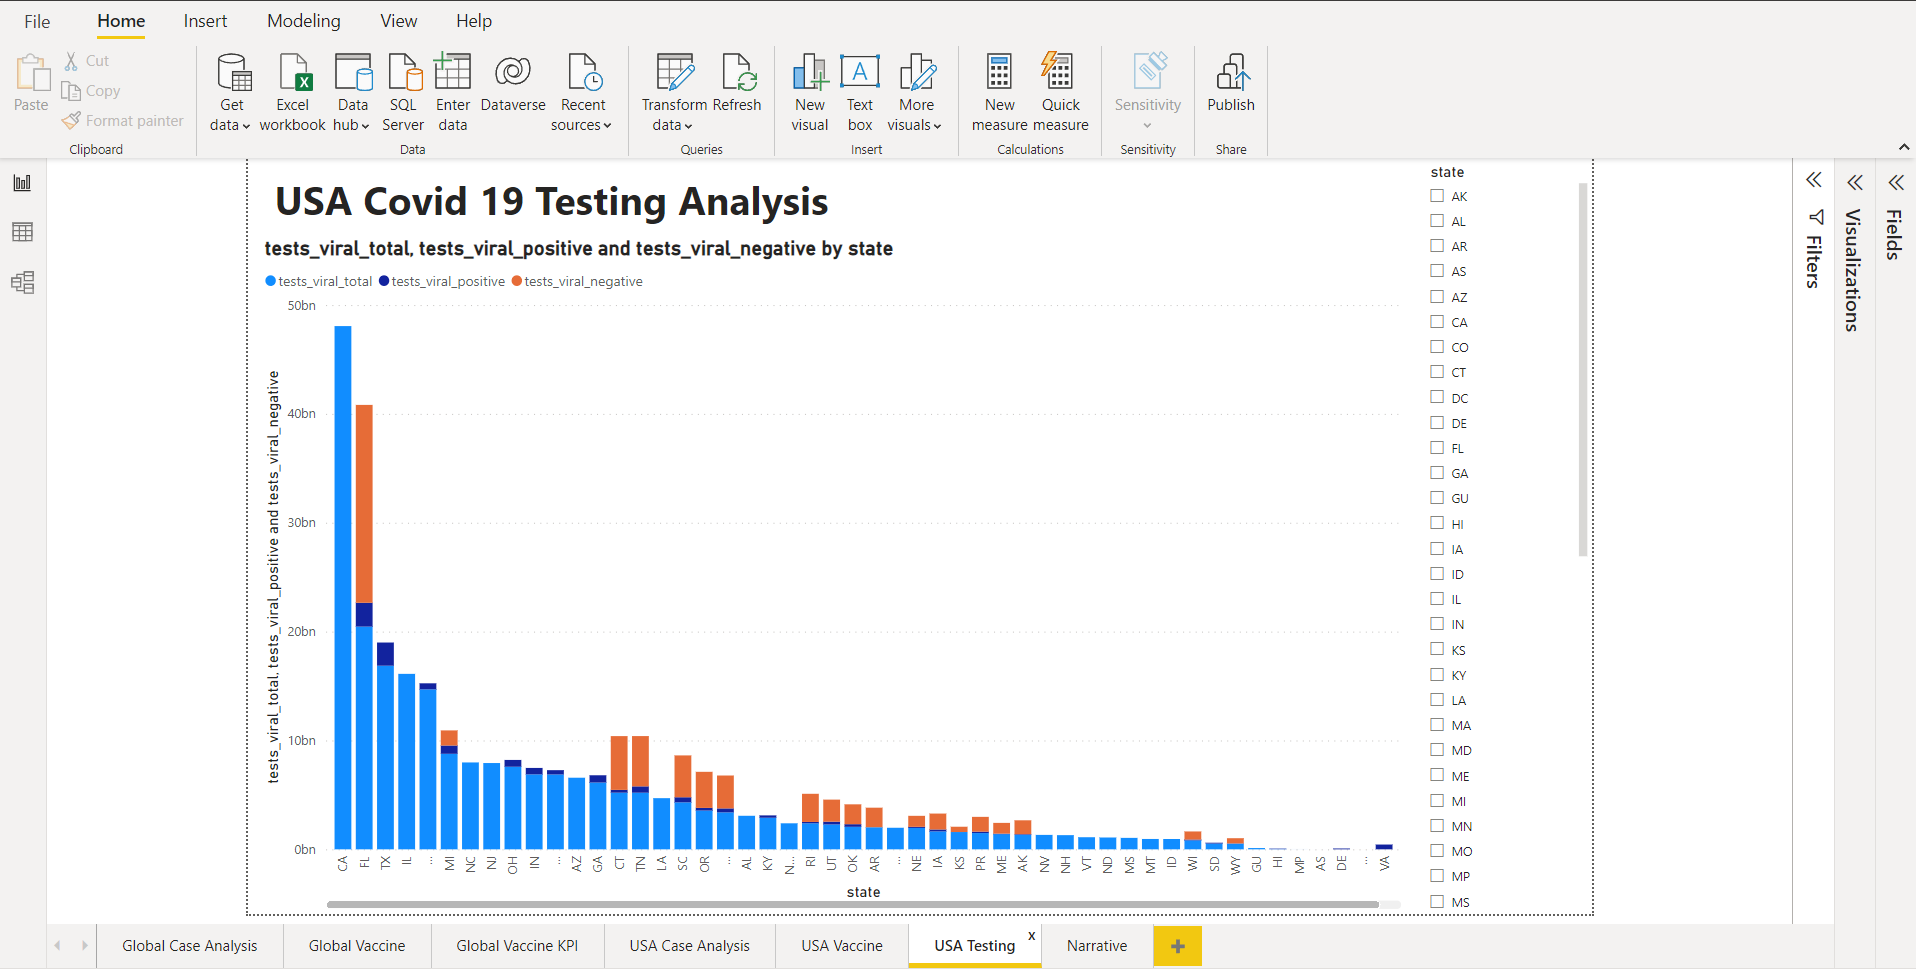 File Home Insert Modeling View Help
Paste
Cut
Copy
Format painter
Clipboard
Get data
Excel workbook
Data hub
SQL Server
Enter data
Dataverse
Recent sources
Data
Transform data
Refresh
Queries
New visual
Text box
More visuals
Insert
New measure
Quick measure
Calculations
Sensitivity
Sensitivity
Publish
Share
USA Covid 19 Testing Analysis
tests_viral_total, tests_viral_positive and tests_viral_negative by state
tests_viral_total tests_viral_positive tests_viral_negative
tests_viral_total, tests_viral_positive and tests_viral_negative
50bn
40bn
30bn
20bn
10bn
0bn
CA FL TX IL ... MI NC NJ OH IN ... AZ GA CT TN LA SC OR ... AL KY N... RI UT OK AR ... NE IA KS PR ME AK NV NH VT ND MS MT ID WI SD WY GU HI MP AS DE ... VA
state
state
AK
AL
AR
AS
AZ
CA
CO
CT
DC
DE
FL
GA
GU
HI
IA
ID
IL
IN
KS
KY
LA
MA
MD
ME
MI
MN
MO
MP
MS
Filters
Visualizations
Fields
Global Case Analysis Global Vaccine Global Vaccine KPI USA Case Analysis USA Vaccine USA Testing x Narrative +